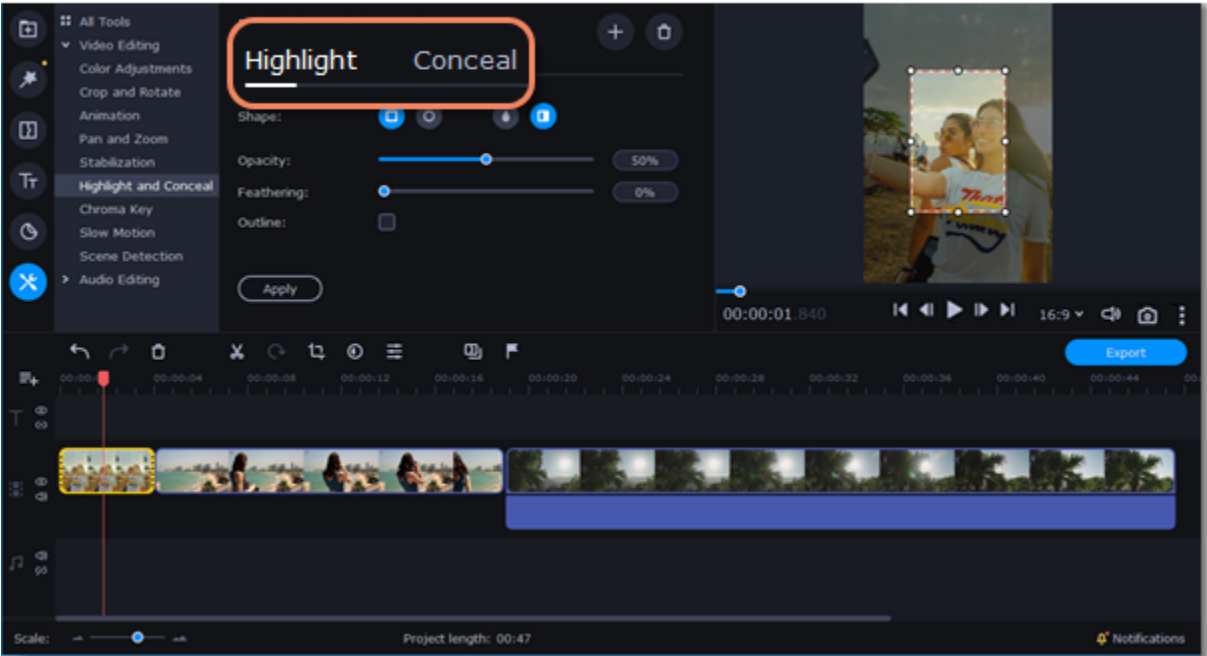 All Tools
Video Editing
Color Adjustments
Crop and Rotate
Animation
Pan and Zoom
Stabilization
Highlight and Conceal
Chroma Key
Slow Motion
Scene Detection
Audio Editing
Highlight Conceal
Shape:
Opacity: 50%
Feathering: 0%
Outline:
Apply
That
00:00:01.840
16:9
Export
00:00:04 00:00:08 00:00:12 00:00:16 00:00:20 00:00:24 00:00:28 00:00:32 00:00:36 00:00:40 00:00:44
Scale:
Project length: 00:47
Notifications